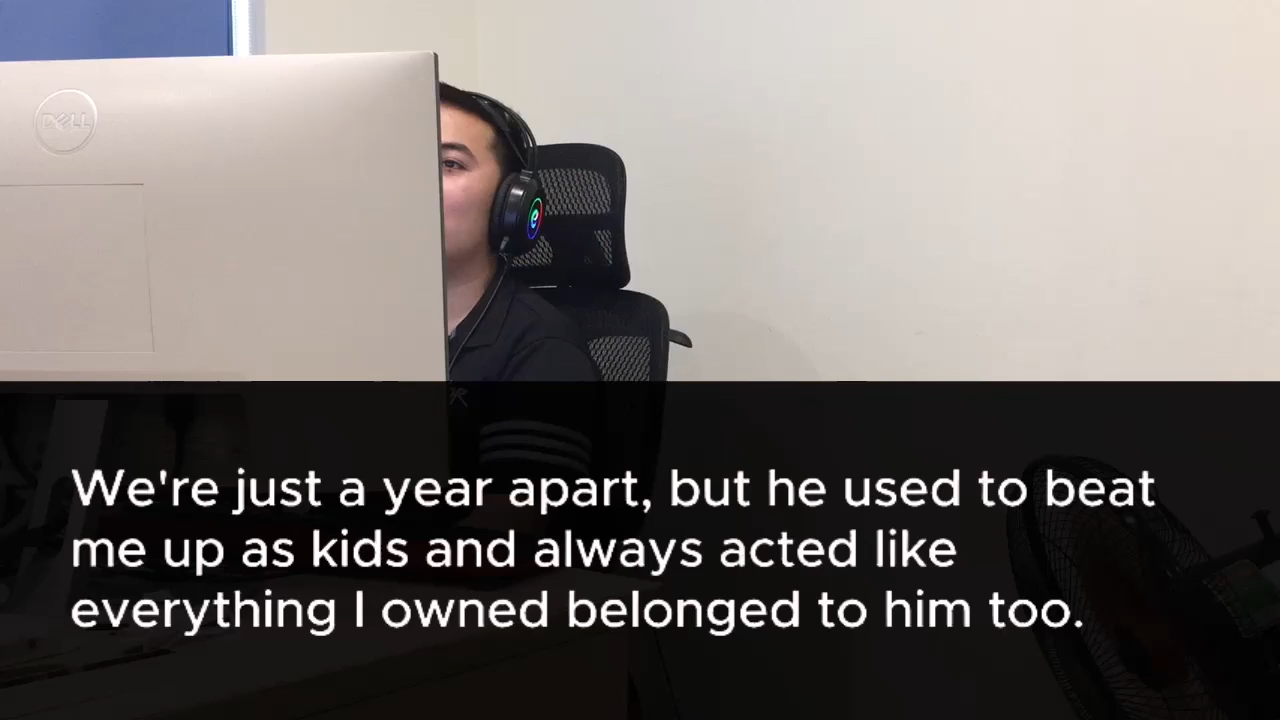 DELL
We're just a year apart, but he used to beat
me up as kids and always acted like
everything I owned belonged to him too.